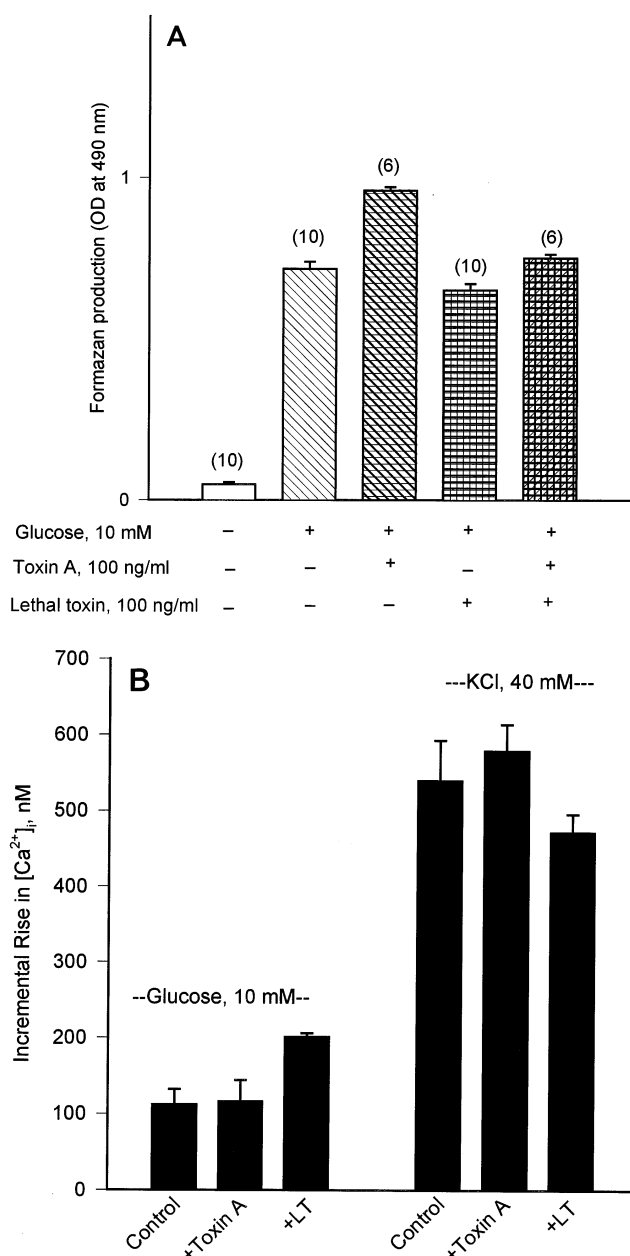 A
Formazan production (OD at 490 nm)
1
0
(10)
(10)
(6)
(10)
(6)
Glucose, 10 mM – + + + +
Toxin A, 100 ng/ml – – + – +
Lethal toxin, 100 ng/ml – – – + +
B
Incremental Rise in [Ca²⁺]ᵢ, nM
700
600
500
400
300
200
100
0
---KCl, 40 mM---
--Glucose, 10 mM--
Control
+Toxin A
+LT
Control
+Toxin A
+LT